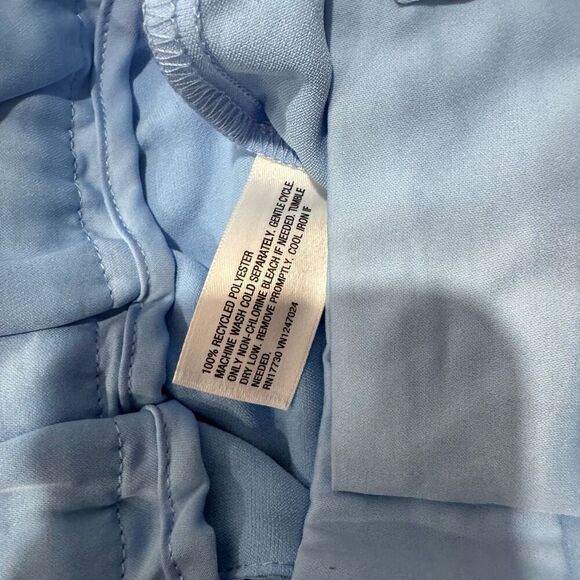 100% RECYCLED POLYESTER
MACHINE WASH COLD SEPARATELY. GENTLE CYCLE.
ONLY NON-CHLORINE BLEACH IF NEEDED. TUMBLE
DRY LOW. REMOVE PROMPTLY. COOL IRON IF
NEEDED.
RN17730 VN1247024